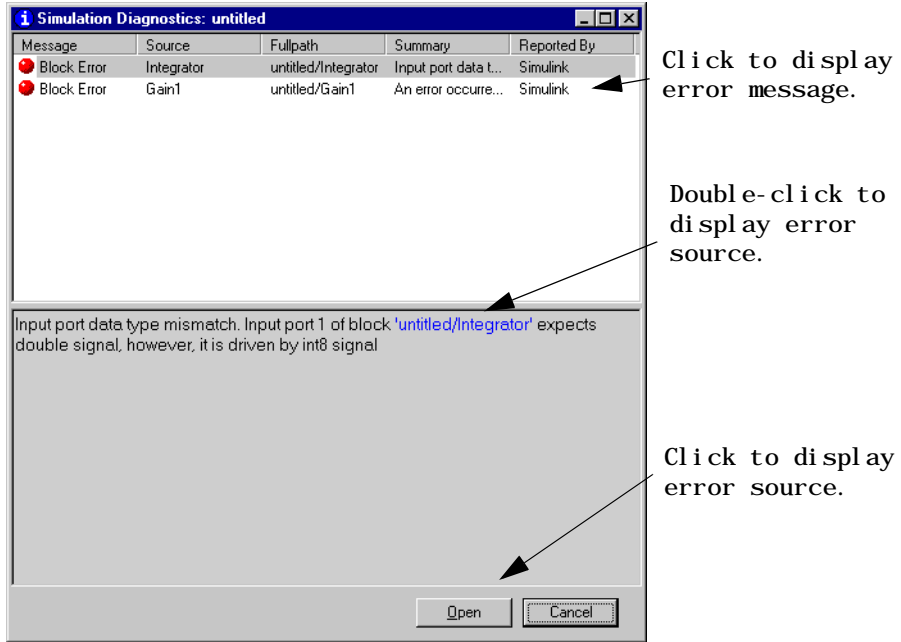 Simulation Diagnostics: untitled
Message Source Fullpath Summary Reported By
Block Error Integrator untitled/Integrator Input port data t... Simulink
Block Error Gain1 untitled/Gain1 An error occurre... Simulink
Click to display
error message.
Double-click to
display error
source.
Input port data type mismatch. Input port 1 of block 'untitled/Integrator' expects
double signal, however, it is driven by int8 signal
Click to display
error source.
Open Cancel